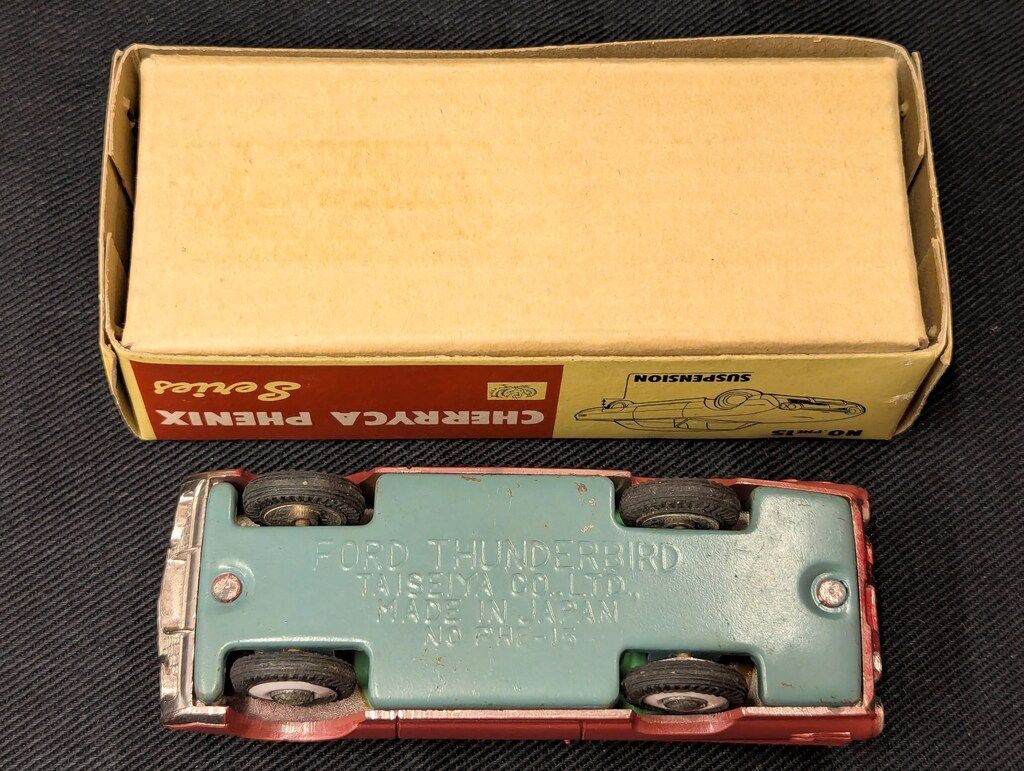 SUSPENSION
Series
CHERRYCA PHENIX
FORD THUNDERBIRD
TAISEIYA CO.,LTD.,
MADE IN JAPAN